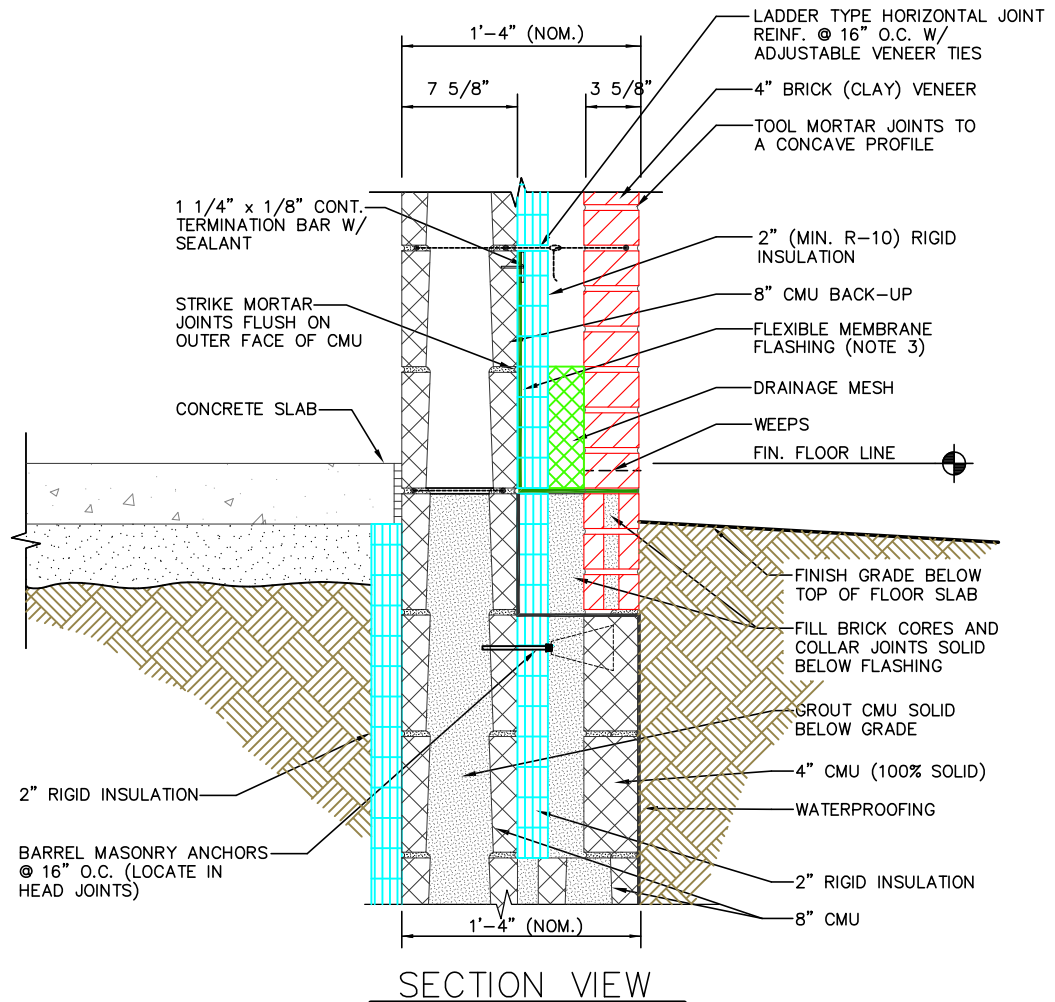 1'-4" (NOM.)
7 5/8"
3 5/8"
LADDER TYPE HORIZONTAL JOINT
REINF. @ 16" O.C. W/
ADJUSTABLE VENEER TIES
4" BRICK (CLAY) VENEER
TOOL MORTAR JOINTS TO
A CONCAVE PROFILE
1 1/4" x 1/8" CONT.
TERMINATION BAR W/
SEALANT
2" (MIN. R-10) RIGID
INSULATION
STRIKE MORTAR
JOINTS FLUSH ON
OUTER FACE OF CMU
8" CMU BACK-UP
FLEXIBLE MEMBRANE
FLASHING (NOTE 3)
DRAINAGE MESH
CONCRETE SLAB
WEEPS
FIN. FLOOR LINE
FINISH GRADE BELOW
TOP OF FLOOR SLAB
FILL BRICK CORES AND
COLLAR JOINTS SOLID
BELOW FLASHING
GROUT CMU SOLID
BELOW GRADE
4" CMU (100% SOLID)
WATERPROOFING
2" RIGID INSULATION
BARREL MASONRY ANCHORS
@ 16" O.C. (LOCATE IN
HEAD JOINTS)
2" RIGID INSULATION
8" CMU
1'-4" (NOM.)
SECTION VIEW